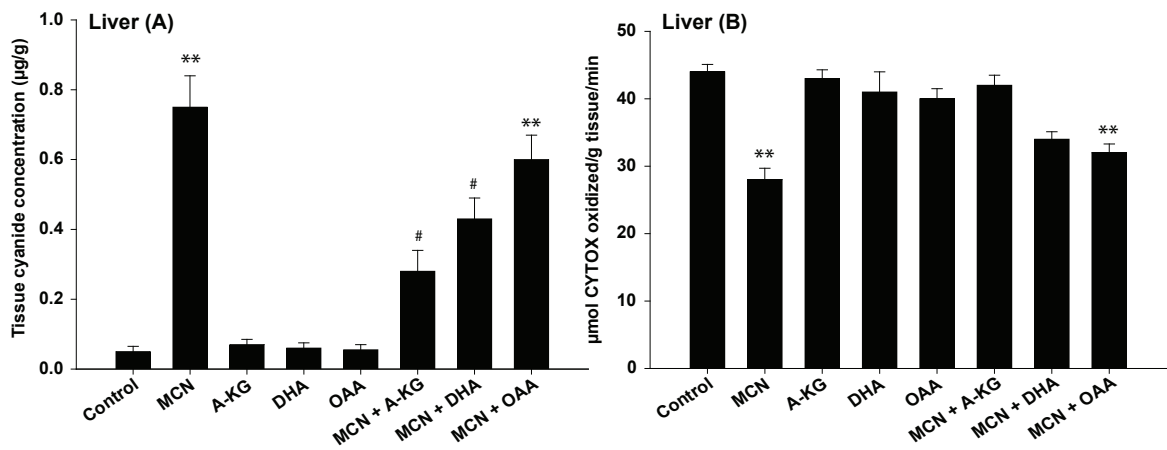 Liver (A)
Tissue cyanide concentration (µg/g)
1.0
0.8
0.6
0.4
0.2
0.0
**
#
#
**
Control
MCN
A-KG
DHA
OAA
MCN + A-KG
MCN + DHA
MCN + OAA
Liver (B)
µmol CYTOX oxidized/g tissue/min
50
40
30
20
10
0
**
**
Control
MCN
A-KG
DHA
OAA
MCN + A-KG
MCN + DHA
MCN + OAA